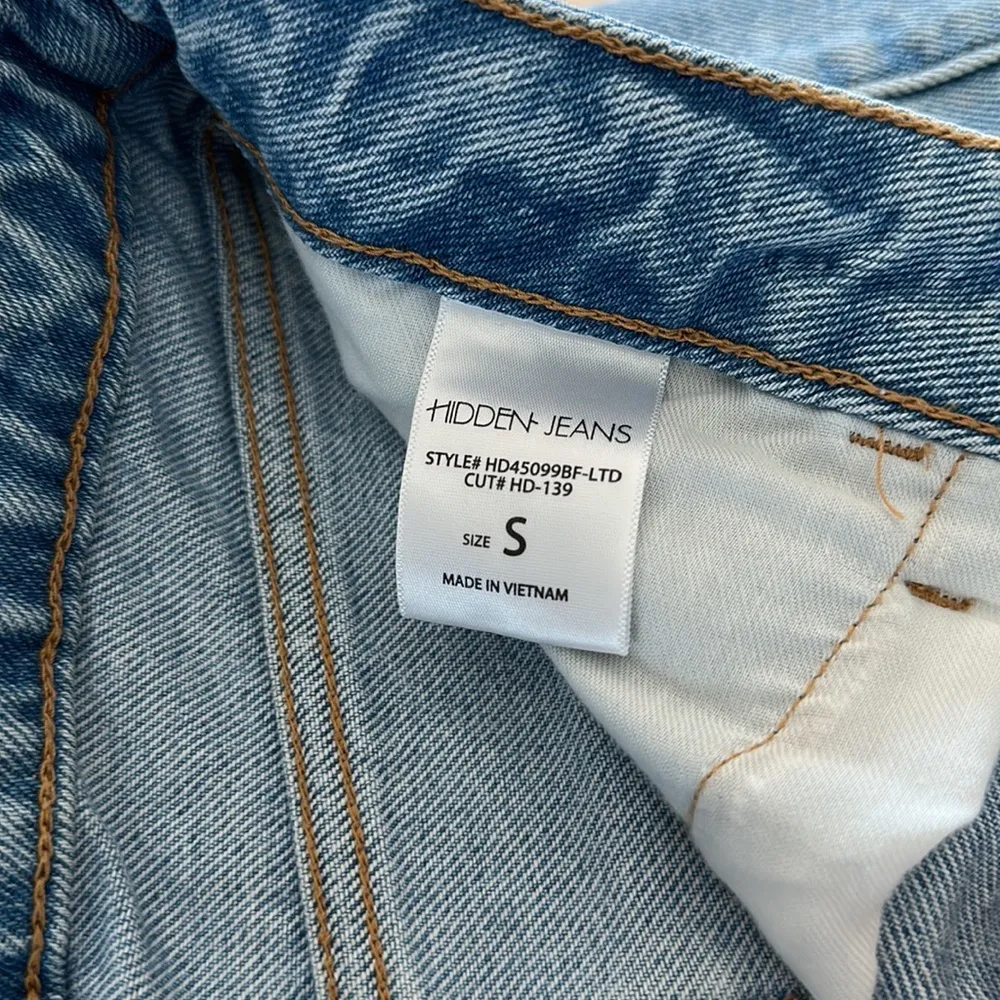 HIDDEN JEANS
STYLE# HD45099BF-LTD
CUT# HD-139
SIZE S
MADE IN VIETNAM